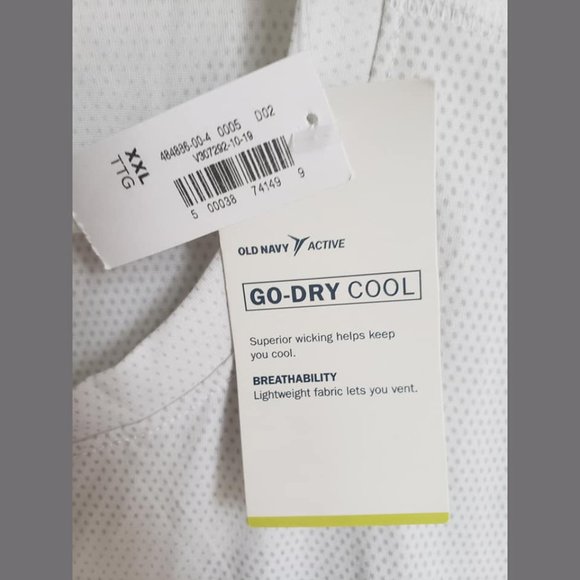 XXL
TTG
484886-00-4 0005 D02
V307292-10-19
5 00038 74149 9
OLD NAVY ACTIVE
GO-DRY COOL
Superior wicking helps keep
you cool.
BREATHABILITY
Lightweight fabric lets you vent.